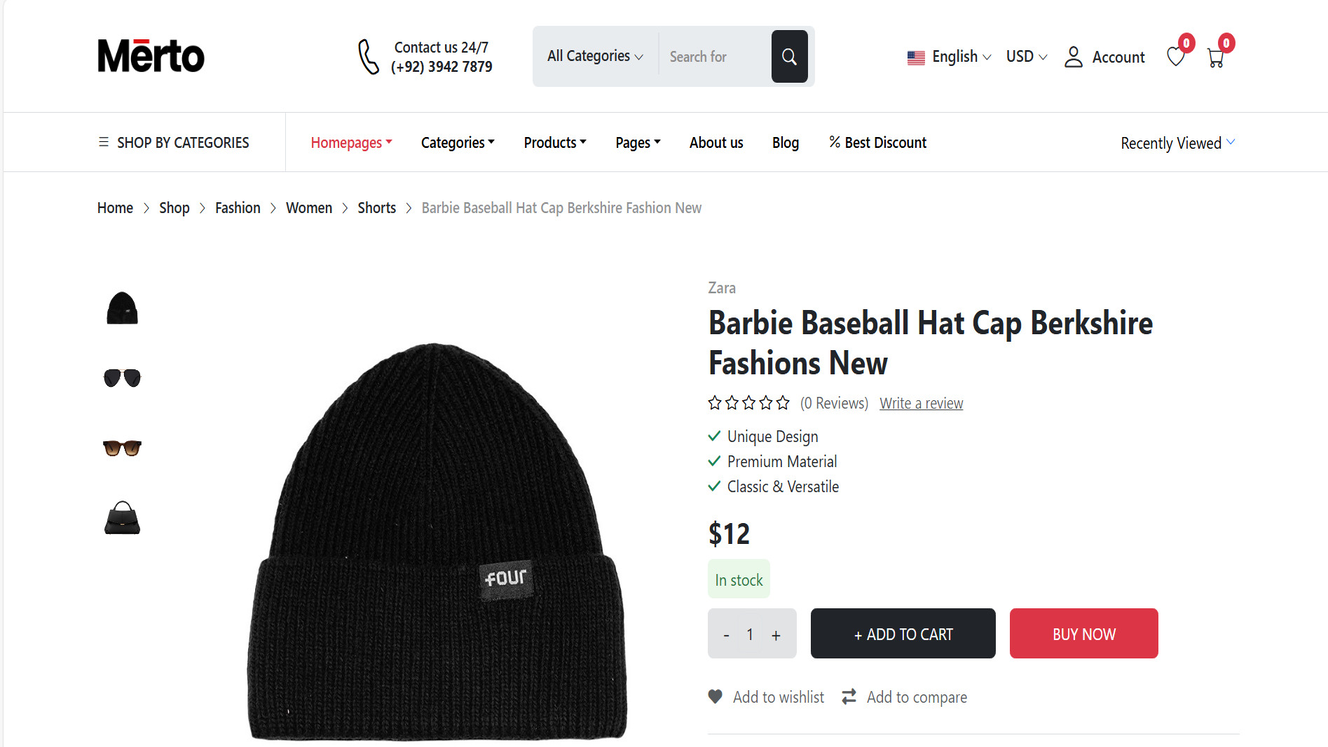 Mērto
Contact us 24/7
(+92) 3942 7879
All Categories
Search for
English
USD
Account
0
0
SHOP BY CATEGORIES
Homepages
Categories
Products
Pages
About us
Blog
% Best Discount
Recently Viewed
Home > Shop > Fashion > Women > Shorts > Barbie Baseball Hat Cap Berkshire Fashion New
four
Zara
Barbie Baseball Hat Cap Berkshire
Fashions New
(0 Reviews) Write a review
Unique Design
Premium Material
Classic & Versatile
$12
In stock
- 1 +
+ ADD TO CART
BUY NOW
Add to wishlist
Add to compare